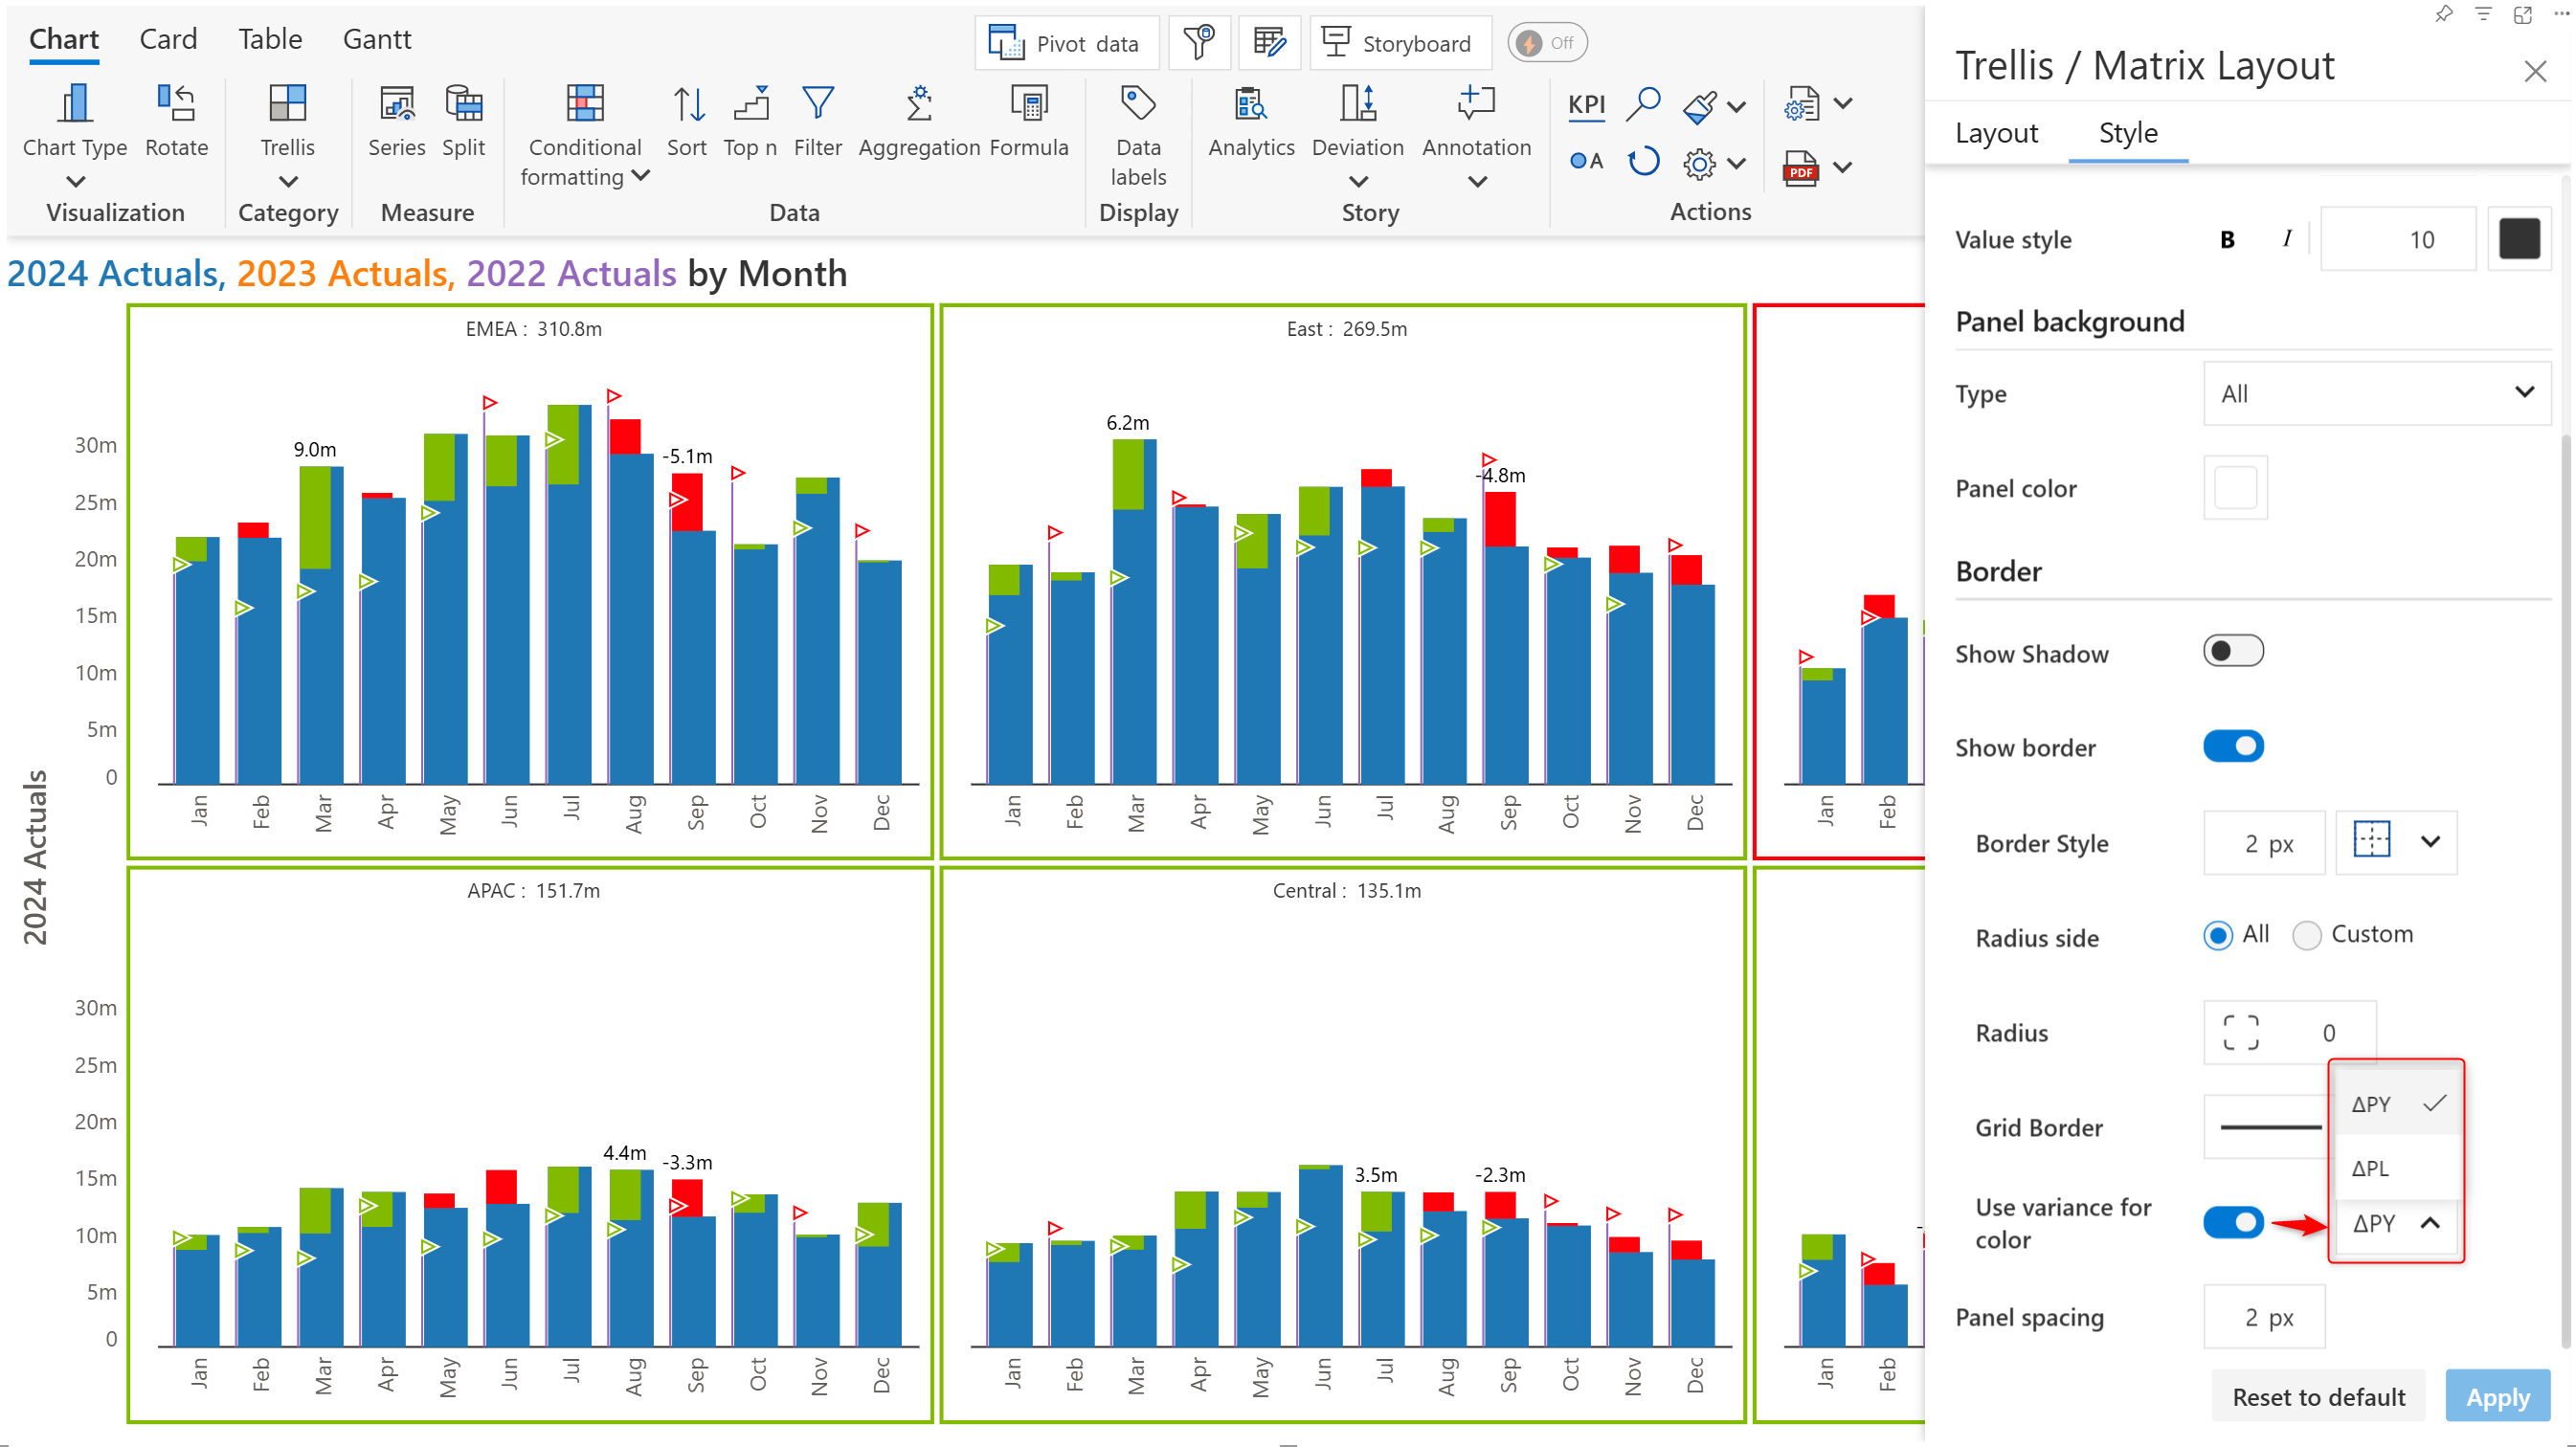 Chart Card Table Gantt
Pivot data
Storyboard
Off
Chart Type
Rotate
Trellis
Series
Split
Conditional
formatting
Sort
Top n
Filter
Aggregation
Formula
Data
labels
Analytics
Deviation
Annotation
KPI
A
PDF
Visualization
Category
Measure
Data
Display
Story
Actions
2024 Actuals, 2023 Actuals, 2022 Actuals by Month
2024 Actuals
EMEA : 310.8m
30m
25m
20m
15m
10m
5m
0
9.0m
-5.1m
Jan Feb Mar Apr May Jun Jul Aug Sep Oct Nov Dec
East : 269.5m
6.2m
-4.8m
Jan Feb Mar Apr May Jun Jul Aug Sep Oct Nov Dec
Jan Feb
APAC : 151.7m
30m
25m
20m
15m
10m
5m
0
4.4m
-3.3m
Jan Feb Mar Apr May Jun Jul Aug Sep Oct Nov Dec
Central : 135.1m
3.5m
-2.3m
Jan Feb Mar Apr May Jun Jul Aug Sep Oct Nov Dec
Jan Feb
Trellis / Matrix Layout
Layout Style
Value style B I 10
Panel background
Type All
Panel color
Border
Show Shadow
Show border
Border Style 2 px
Radius side All Custom
Radius 0
Grid Border
ΔPY
ΔPL
Use variance for
color
ΔPY
Panel spacing 2 px
Reset to default Apply